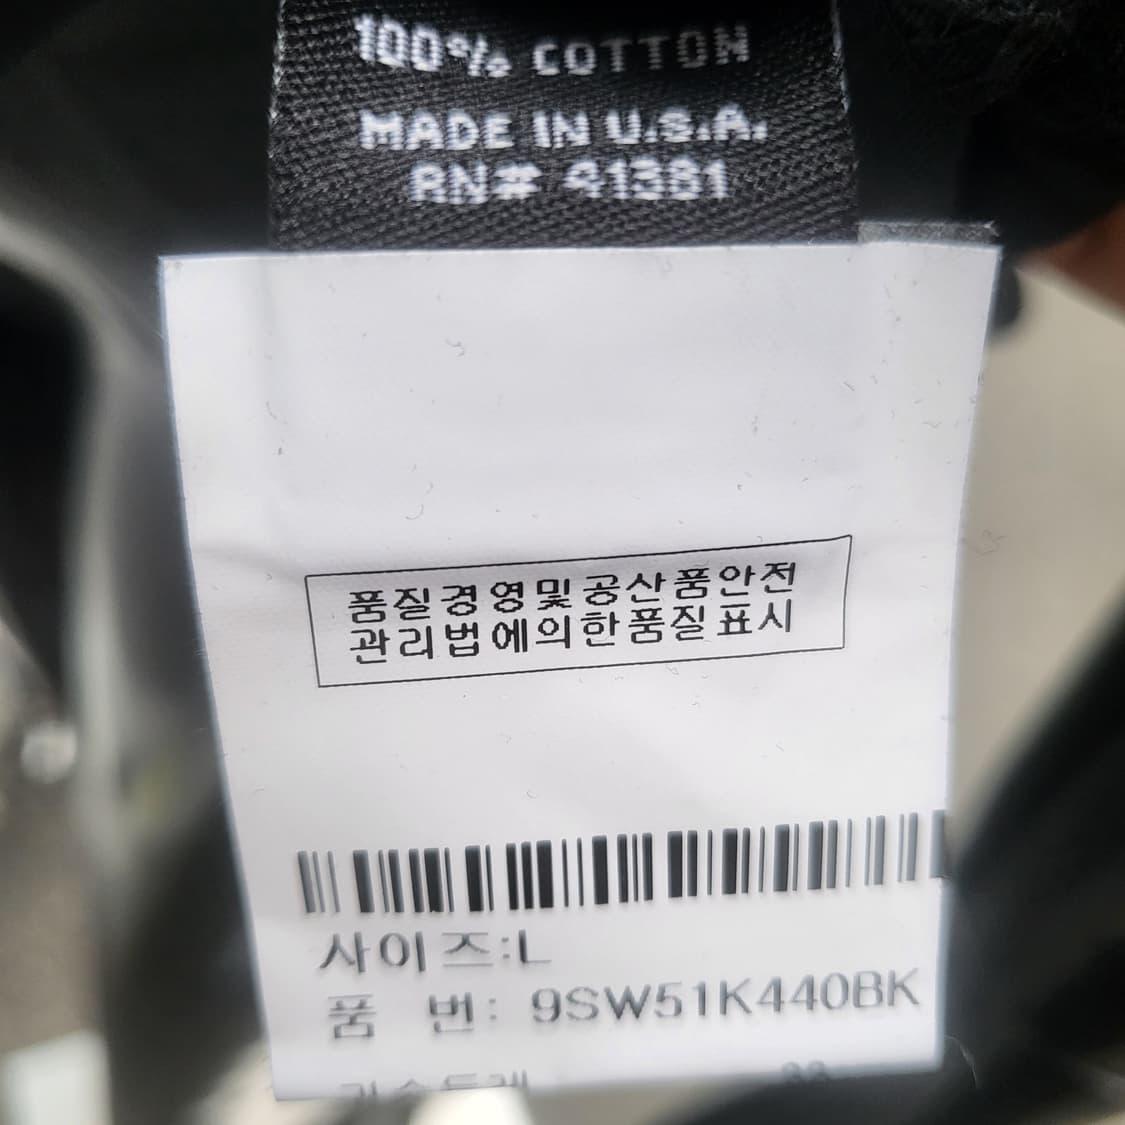 100% COTTON
MADE IN U.S.A.
RN# 41381
품질경영및공산품안전
관리법에의한품질표시
사이즈:L
품 번: 9SW51K440BK